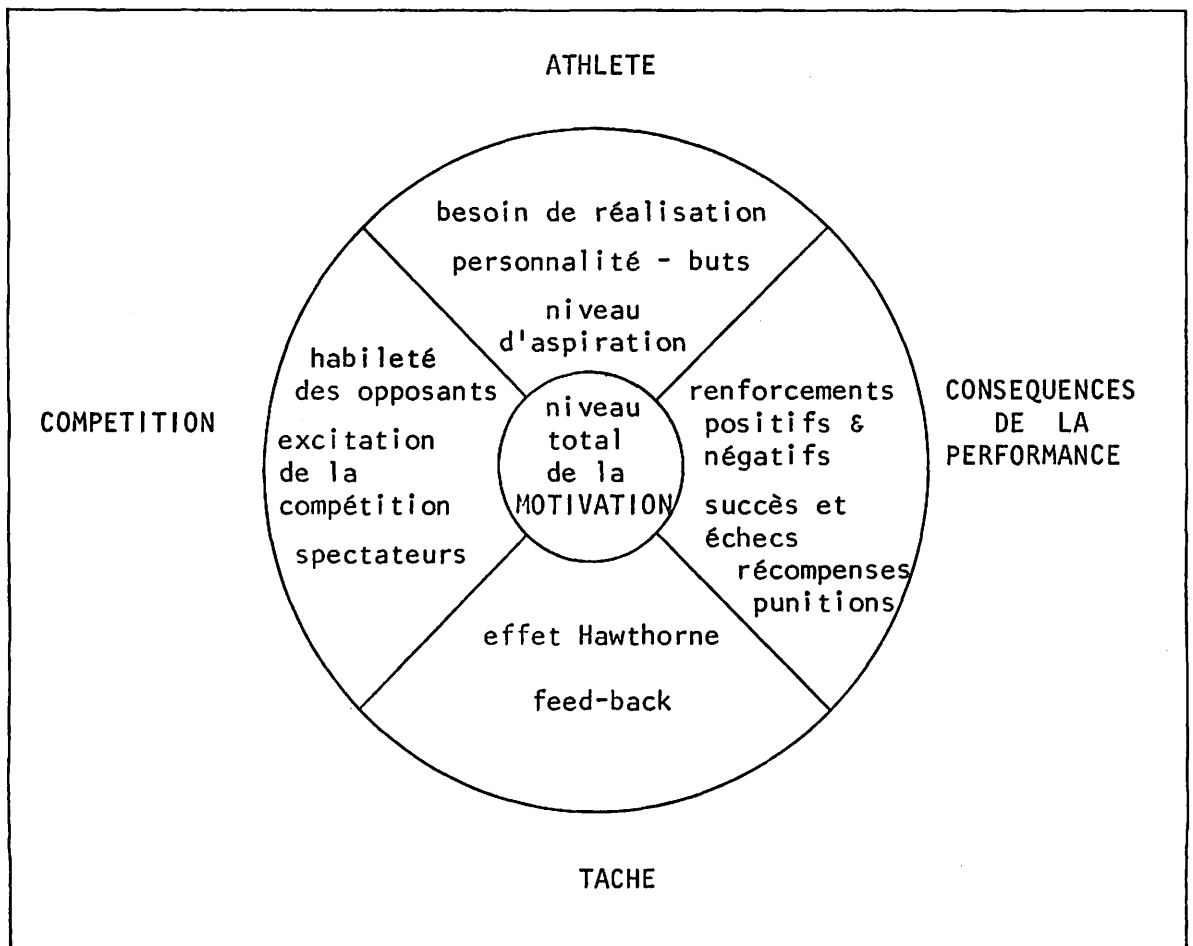 ATHLETE
besoin de réalisation
personnalité - buts
niveau
d'aspiration
COMPETITION
habileté
des opposants
excitation
de la
compétition
spectateurs
niveau
total
de la
MOTIVATION
renforcements
positifs &
négatifs
succès et
échecs
récompenses
punitions
CONSEQUENCES
DE LA
PERFORMANCE
effet Hawthorne
feed-back
TACHE